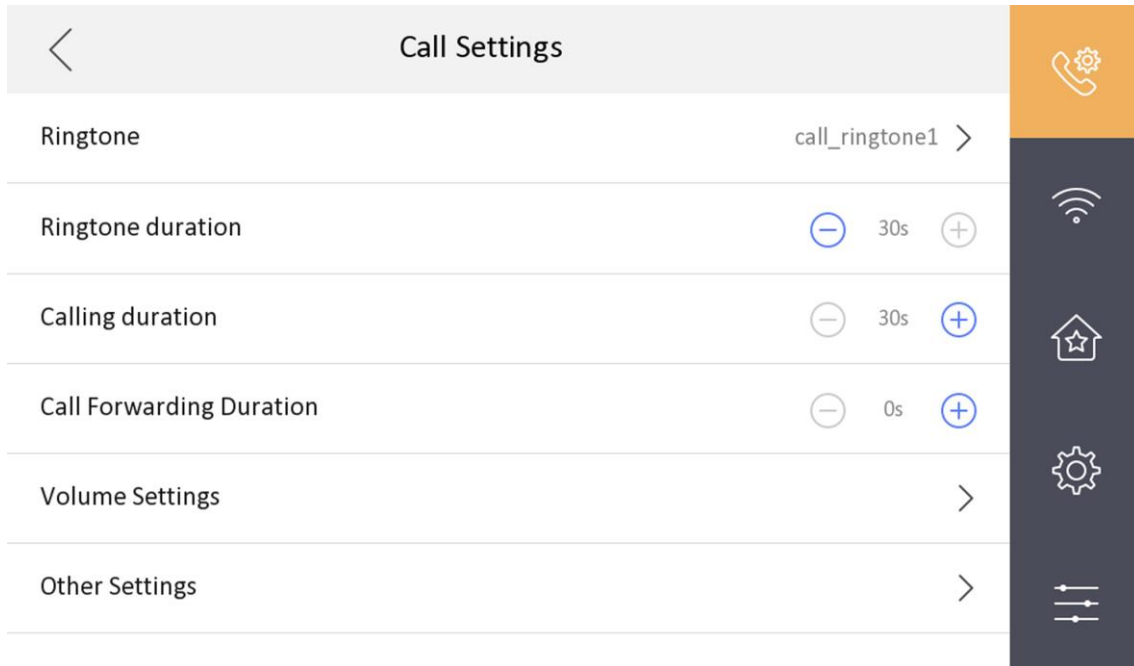 Call Settings
Ringtone call_ringtone1
Ringtone duration 30s
Calling duration 30s
Call Forwarding Duration 0s
Volume Settings
Other Settings